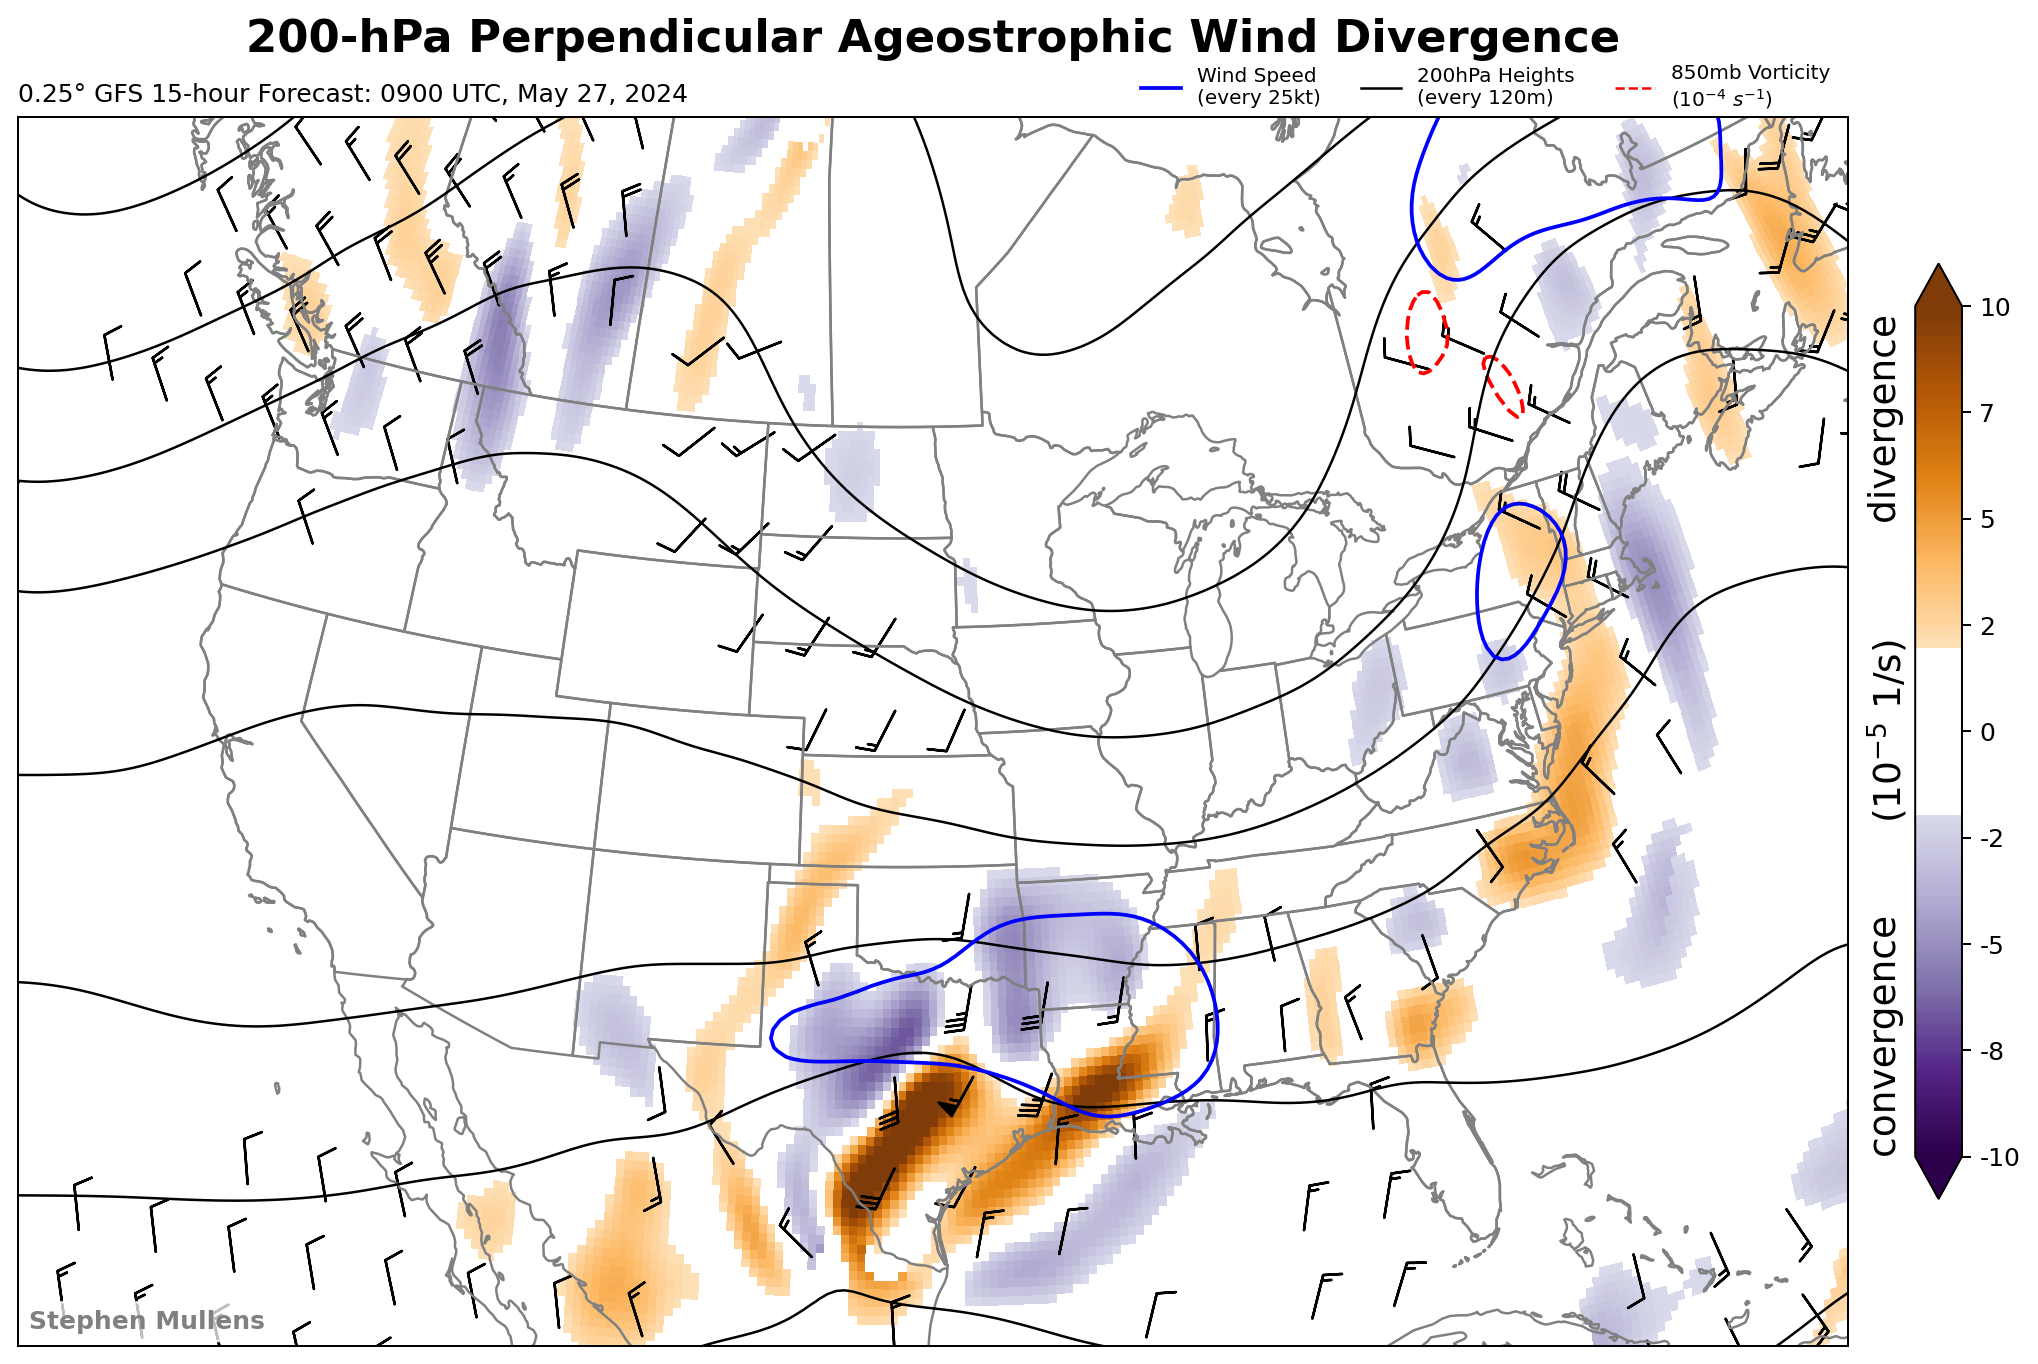 200-hPa Perpendicular Ageostrophic Wind Divergence
0.25° GFS 15-hour Forecast: 0900 UTC, May 27, 2024
Wind Speed
(every 25kt)
200hPa Heights
(every 120m)
850mb Vorticity
(10⁻⁴ s⁻¹)
10
7
5
2
0
-2
-5
-8
-10
convergence (10⁻⁵ 1/s) divergence
Stephen Mullens